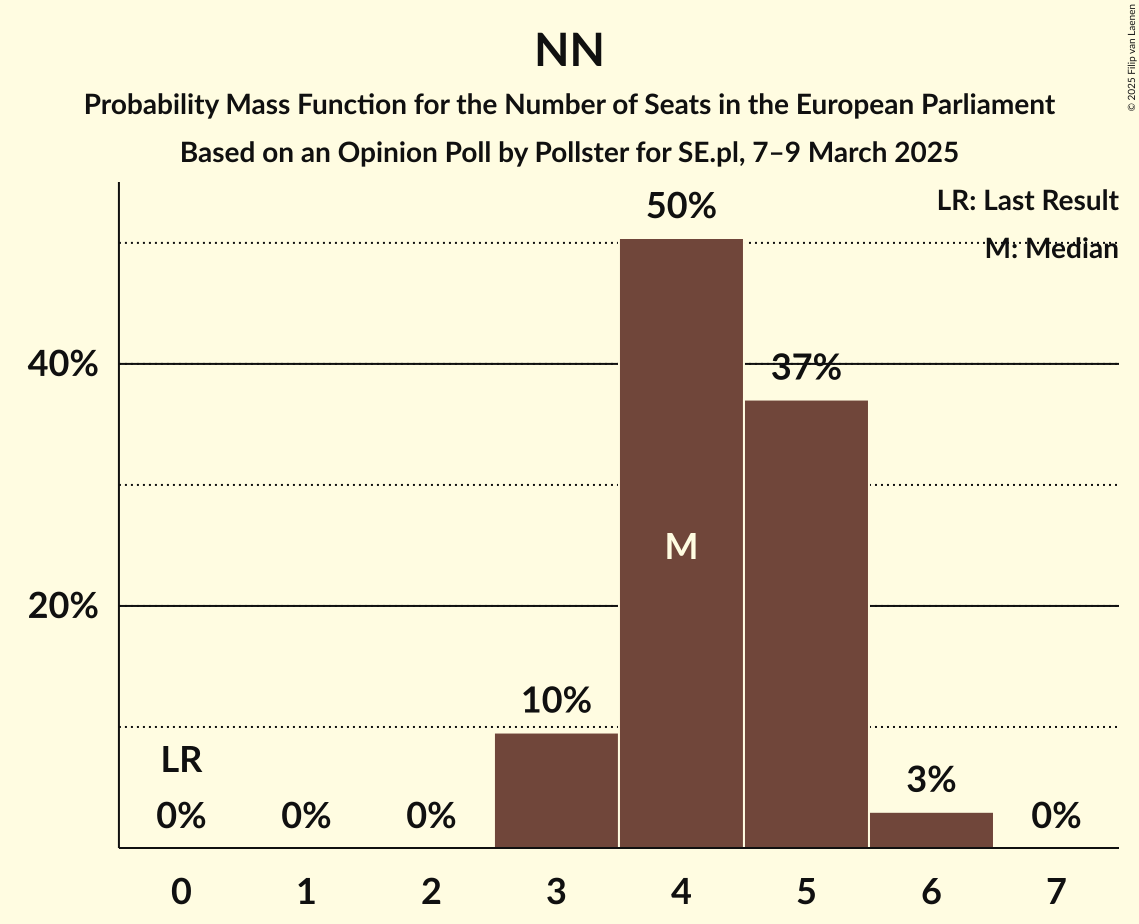 NN
Probability Mass Function for the Number of Seats in the European Parliament
Based on an Opinion Poll by Pollster for SE.pl, 7–9 March 2025
© 2025 Filip van Laenen
LR: Last Result
M: Median
50%
40%
37%
M
20%
10%
LR
3%
0%
0%
0%
0%
0 1 2 3 4 5 6 7